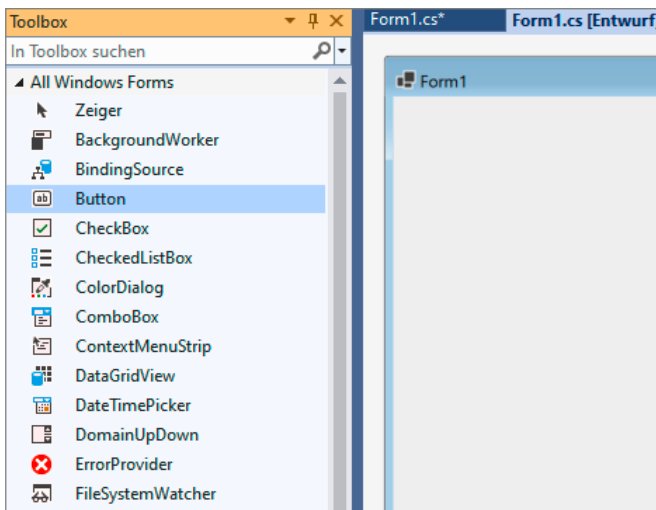 Toolbox
Form1.cs*
Form1.cs [Entwurf]
In Toolbox suchen
All Windows Forms
Form1
Zeiger
BackgroundWorker
BindingSource
ab
Button
CheckBox
CheckedListBox
ColorDialog
ComboBox
ContextMenuStrip
DataGridView
DateTimePicker
DomainUpDown
ErrorProvider
FileSystemWatcher